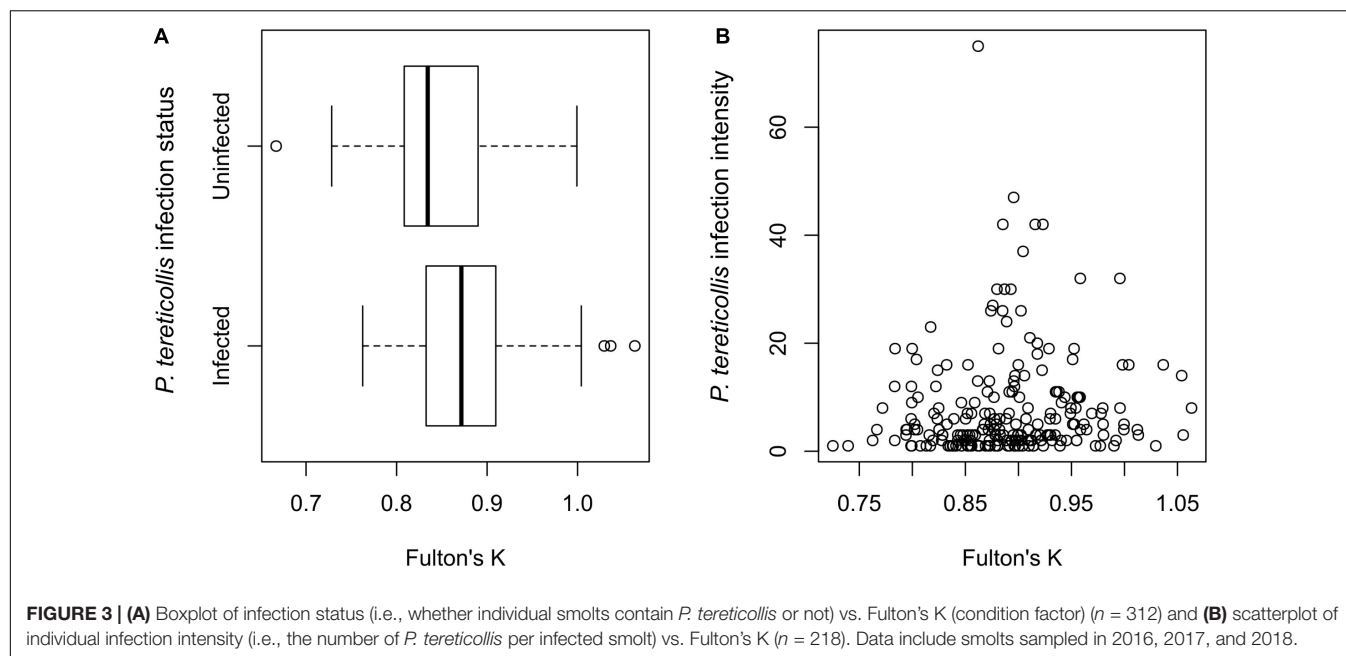 A
P. tereticollis infection status
Uninfected
Infected
0.7 0.8 0.9 1.0
Fulton's K
B
P. tereticollis infection intensity
60
40
20
0
0.75 0.85 0.95 1.05
Fulton's K
FIGURE 3 | (A) Boxplot of infection status (i.e., whether individual smolts contain P. tereticollis or not) vs. Fulton's K (condition factor) (n = 312) and (B) scatterplot of
individual infection intensity (i.e., the number of P. tereticollis per infected smolt) vs. Fulton's K (n = 218). Data include smolts sampled in 2016, 2017, and 2018.